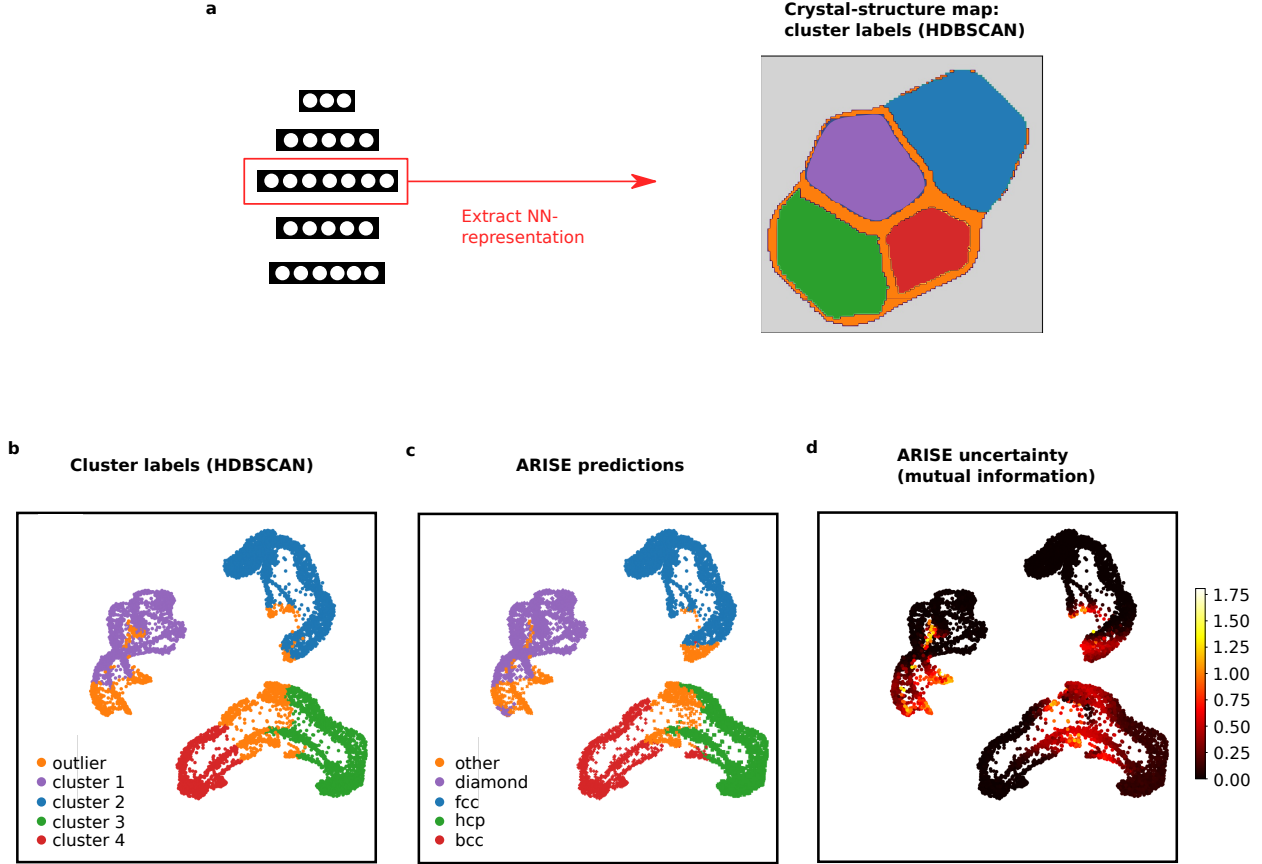 a
Crystal-structure map:
cluster labels (HDBSCAN)
Extract NN-
representation
b
Cluster labels (HDBSCAN)
outlier
cluster 1
cluster 2
cluster 3
cluster 4
c
ARISE predictions
other
diamond
fcc
hcp
bcc
d
ARISE uncertainty
(mutual information)
1.75
1.50
1.25
1.00
0.75
0.50
0.25
0.00